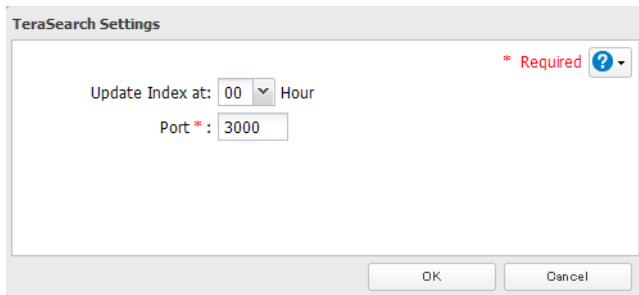 TeraSearch Settings
* Required
Update Index at: 00 Hour
Port * : 3000
OK Cancel